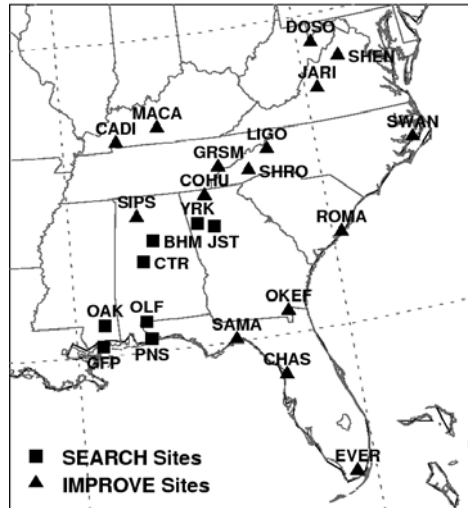 DOSO
SHEN
JARI
MACA
CADI
SWAN
LIGO
GRSM
SHRO
COHU
SIPS
YRK
ROMA
BHM JST
CTR
OKEF
OAK
OLF
SAMA
GFP
PNS
CHAS
EVER
SEARCH Sites
IMPROVE Sites